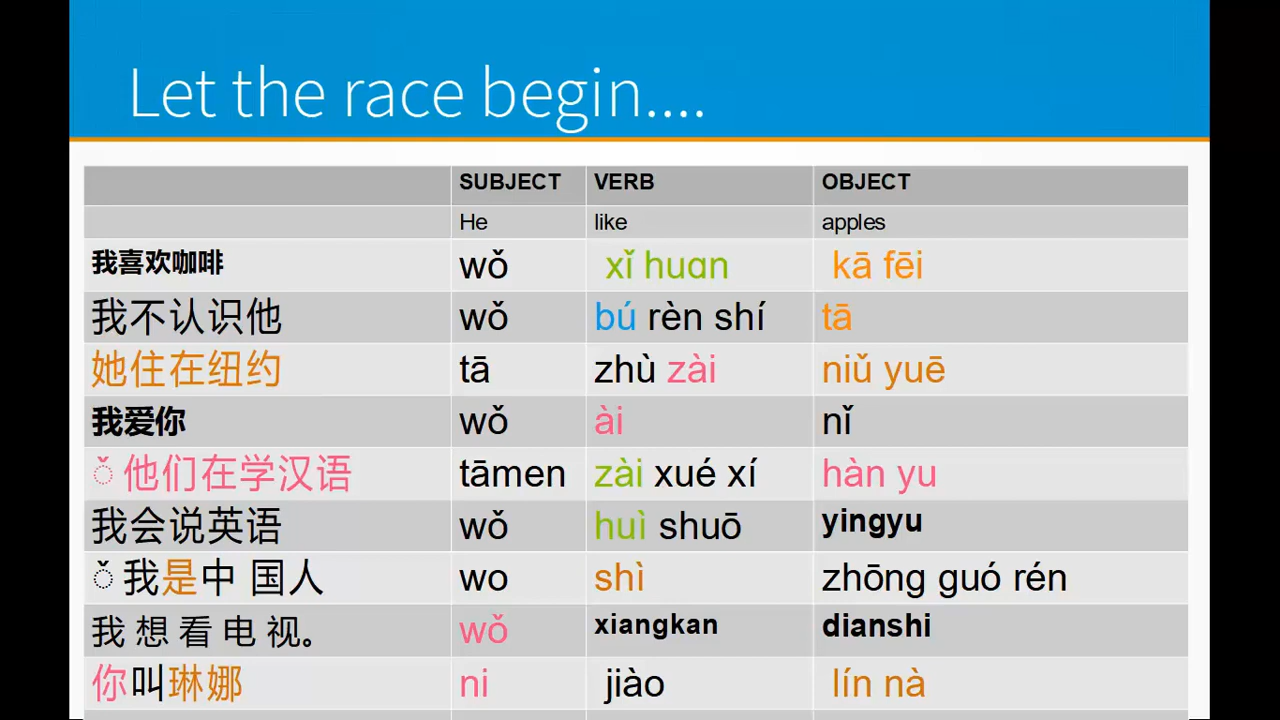 Let the race begin....
SUBJECT VERB OBJECT
He like apples
我喜欢咖啡 wǒ xǐ huɑn kā fēi
我不认识他 wǒ bú rèn shí tā
她住在纽约 tā zhù zài niǔ yuē
我爱你 wǒ ài nǐ
◌̌ 他们在学汉语 tāmen zài xué xí hàn yu
我会说英语 wǒ huì shuō yingyu
◌̌ 我是中 国人 wo shì zhōng guó rén
我 想 看 电 视。 wǒ xiangkan dianshi
你叫琳娜 ni jiào lín nà